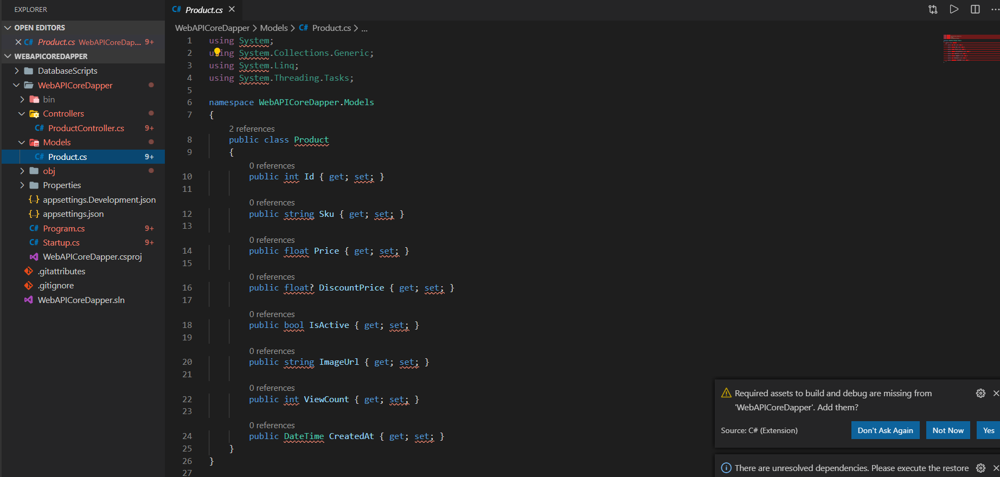 EXPLORER
OPEN EDITORS
Product.cs WebAPICoreDap... 9+
WEBAPICOREDAPPER
DatabaseScripts
WebAPICoreDapper
bin
Controllers
C# ProductController.cs 9+
Models
C# Product.cs 9+
obj
Properties
{..} appsettings.Development.json
{..} appsettings.json
C# Program.cs 9+
C# Startup.cs 9+
WebAPICoreDapper.csproj
.gitattributes
.gitignore
WebAPICoreDapper.sln
C# Product.cs
WebAPICoreDapper > Models > C# Product.cs > ...
1 using System;
2 using System.Collections.Generic;
3 using System.Linq;
4 using System.Threading.Tasks;
5
6 namespace WebAPICoreDapper.Models
7 {
2 references
8 public class Product
9 {
0 references
10 public int Id { get; set; }
11
0 references
12 public string Sku { get; set; }
13
0 references
14 public float Price { get; set; }
15
0 references
16 public float? DiscountPrice { get; set; }
17
0 references
18 public bool IsActive { get; set; }
19
0 references
20 public string ImageUrl { get; set; }
21
0 references
22 public int ViewCount { get; set; }
23
0 references
24 public DateTime CreatedAt { get; set; }
25 }
26 }
27
Required assets to build and debug are missing from
'WebAPICoreDapper'. Add them?
Source: C# (Extension) Don't Ask Again Not Now Yes
There are unresolved dependencies. Please execute the restore